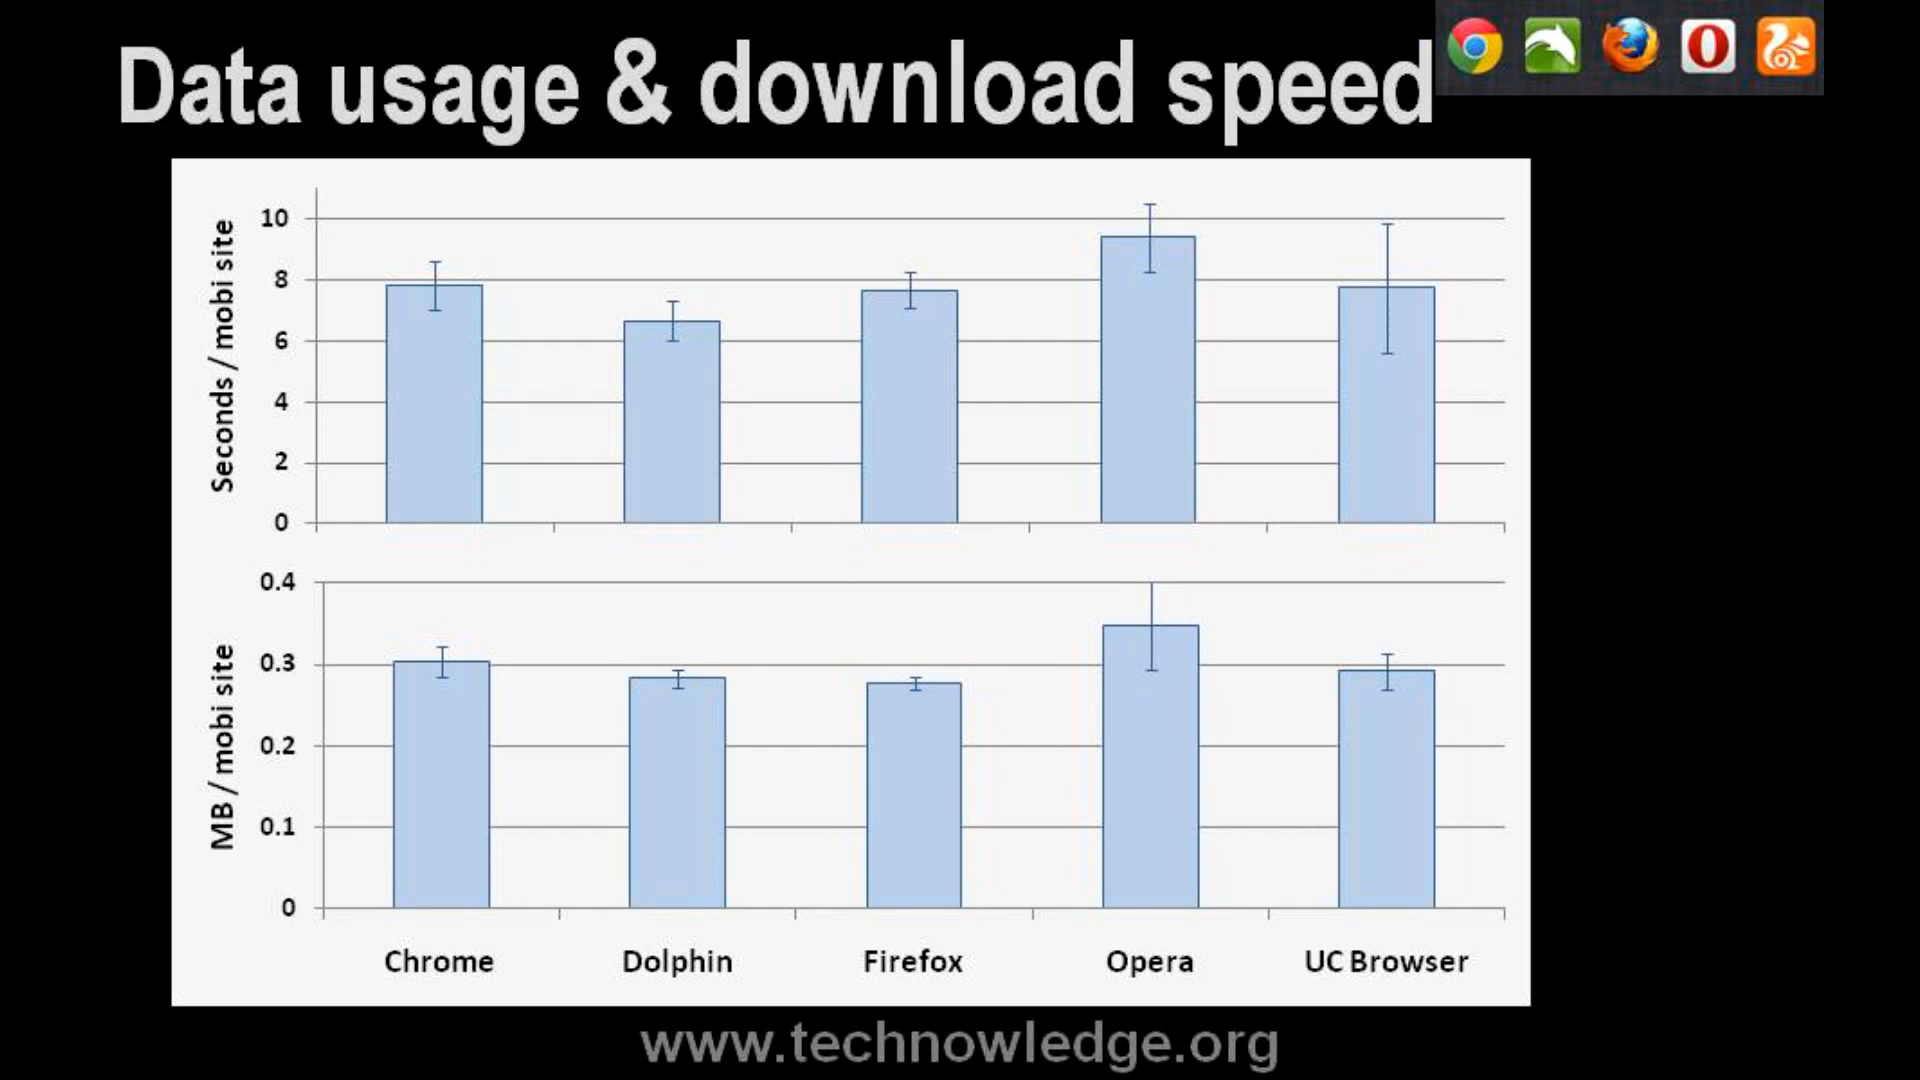 Data usage & download speed
Seconds / mobi site
10
8
6
4
2
0
MB / mobi site
0.4
0.3
0.2
0.1
0
Chrome Dolphin Firefox Opera UC Browser
www.technowledge.org